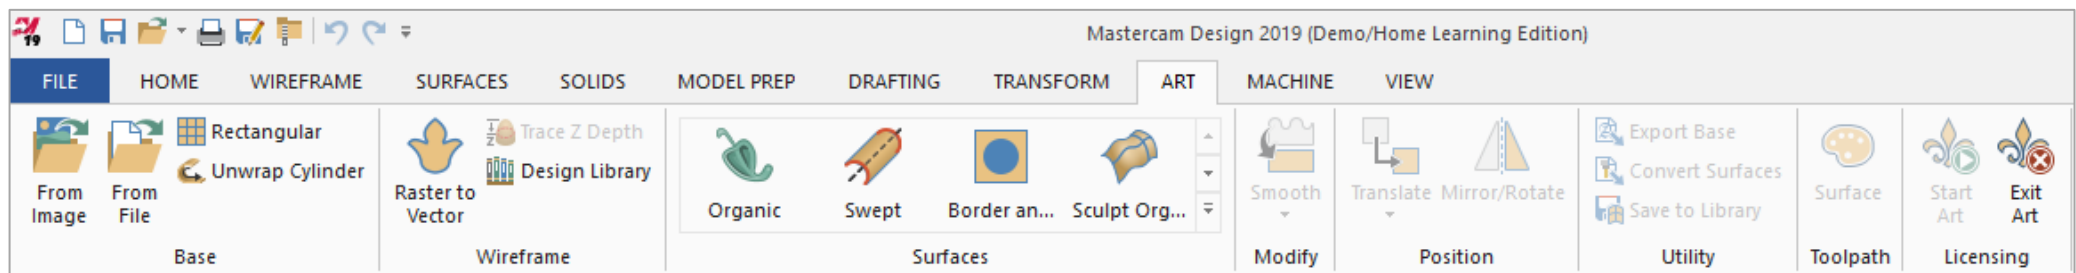 19
Mastercam Design 2019 (Demo/Home Learning Edition)
FILE HOME WIREFRAME SURFACES SOLIDS MODEL PREP DRAFTING TRANSFORM ART MACHINE VIEW
From
Image
From
File
Rectangular
Unwrap Cylinder
Base
Raster to
Vector
Z
Trace Z Depth
Design Library
Wireframe
Organic
Swept
Border an...
Sculpt Org...
Surfaces
Smooth
Modify
Translate
Mirror/Rotate
Position
Export Base
Convert Surfaces
Save to Library
Utility
Surface
Toolpath
Start
Art
Exit
Art
Licensing